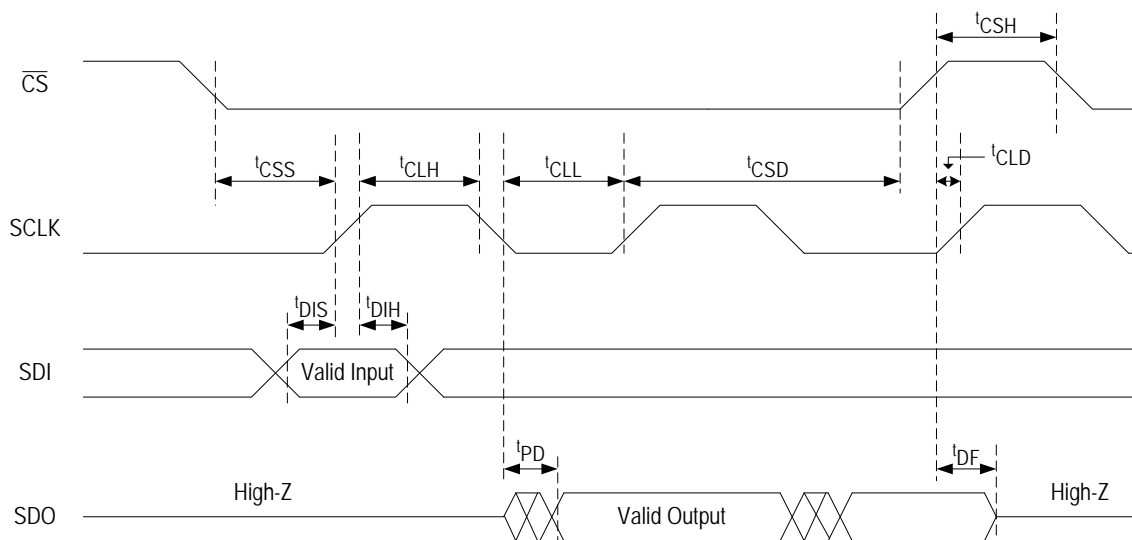 tCSH
CS
tCSS
tCLH
tCLL
tCSD
tCLD
SCLK
tDIS
tDIH
SDI
Valid Input
tPD
tDF
High-Z
High-Z
SDO
Valid Output